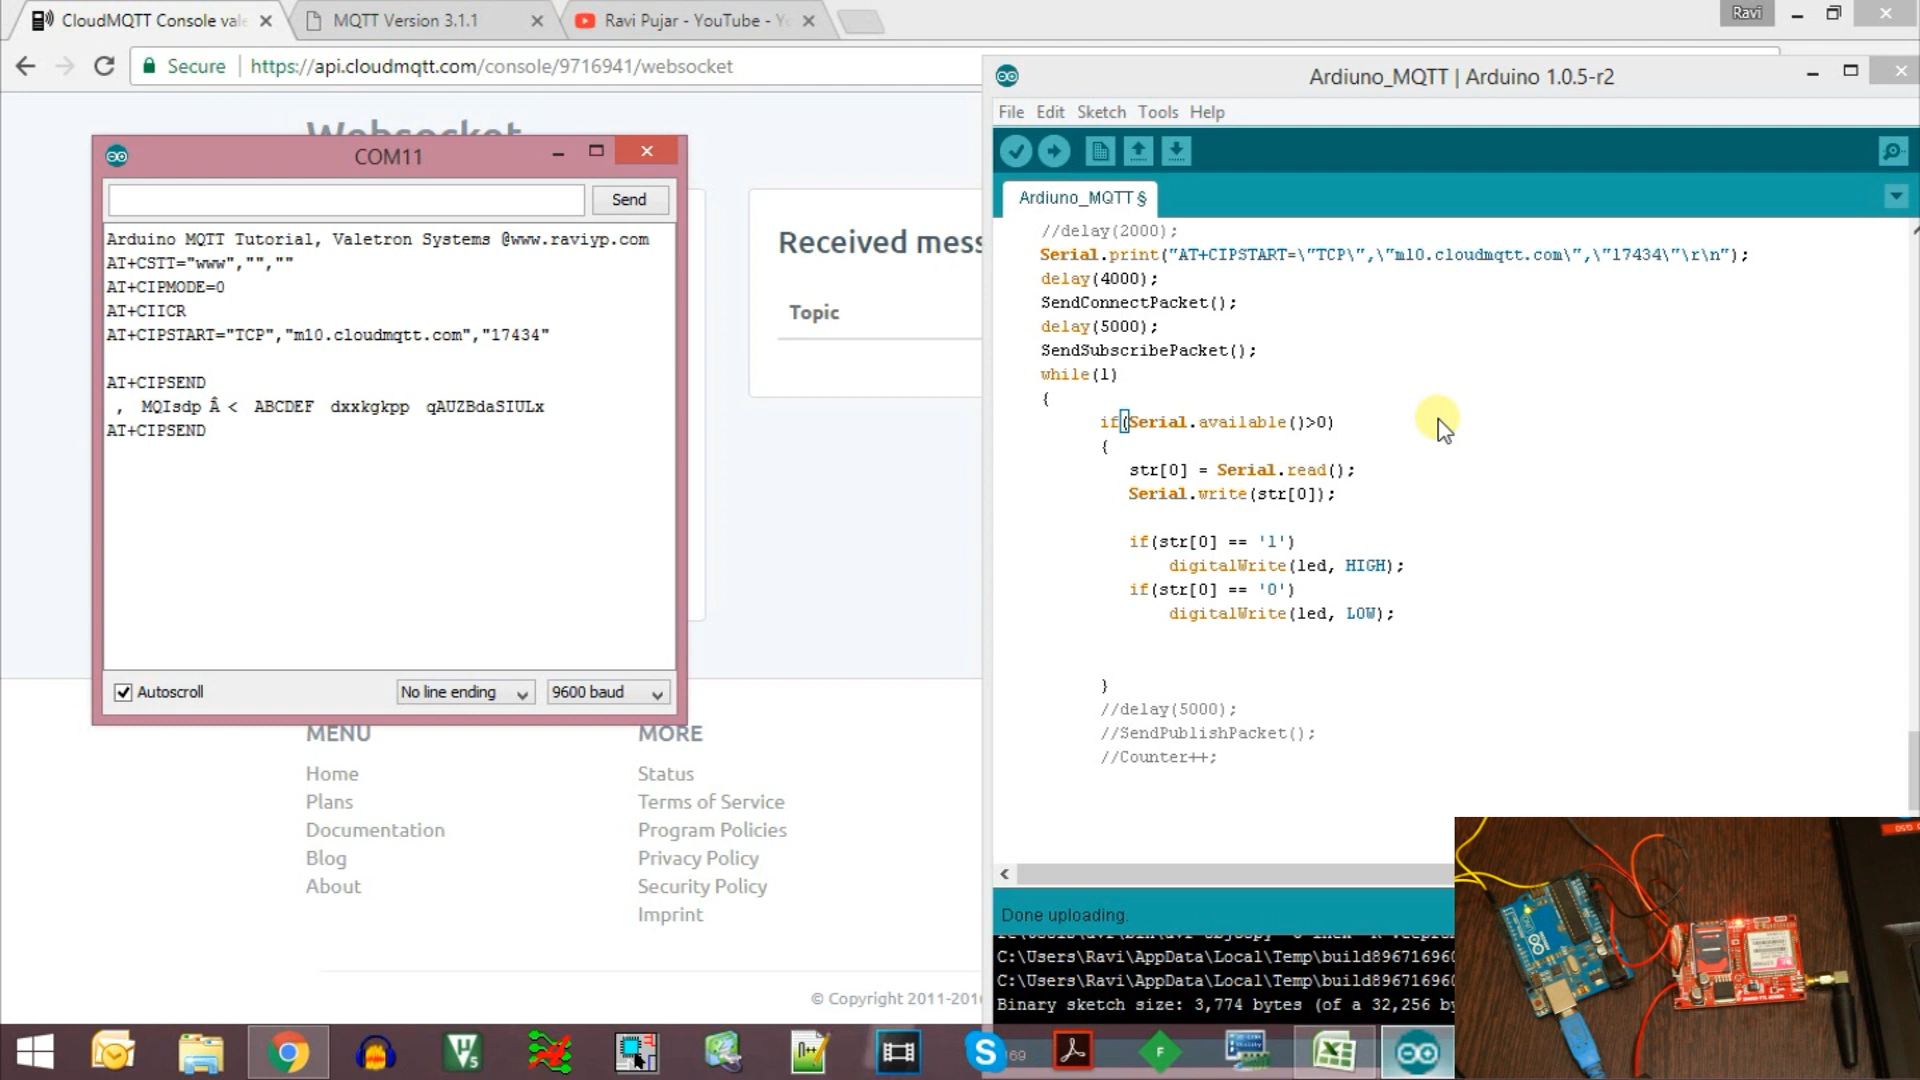 CloudMQTT Console vale
MQTT Version 3.1.1
Ravi Pujar - YouTube - Y
Ravi
Secure
https://api.cloudmqtt.com/console/9716941/websocket
Websocket
COM11
Send
Arduino MQTT Tutorial, Valetron Systems @www.raviyp.com
AT+CSTT="www","",""
AT+CIPMODE=0
AT+CIICR
AT+CIPSTART="TCP","m10.cloudmqtt.com","17434"
AT+CIPSEND
, MQIsdp Â < ABCDEF dxxkgkpp qAUZBdaSIULx
AT+CIPSEND
Autoscroll
No line ending
9600 baud
Received mess
Topic
MENU
Home
Plans
Documentation
Blog
About
MORE
Status
Terms of Service
Program Policies
Privacy Policy
Security Policy
Imprint
© Copyright 2011-201
Ardiuno_MQTT | Arduino 1.0.5-r2
File Edit Sketch Tools Help
Ardiuno_MQTT §
//delay(2000);
Serial.print("AT+CIPSTART=\"TCP\",\"m10.cloudmqtt.com\",\"17434\"\r\n");
delay(4000);
SendConnectPacket();
delay(5000);
SendSubscribePacket();
while(1)
{
if(Serial.available()>0)
{
str[0] = Serial.read();
Serial.write(str[0]);
if(str[0] == '1')
digitalWrite(led, HIGH);
if(str[0] == '0')
digitalWrite(led, LOW);
}
//delay(5000);
//SendPublishPacket();
//Counter++;
Done uploading.
C:\Users\Ravi\AppData\Local\Temp\build89671696
C:\Users\Ravi\AppData\Local\Temp\build89671696
Binary sketch size: 3,774 bytes (of a 32,256 by